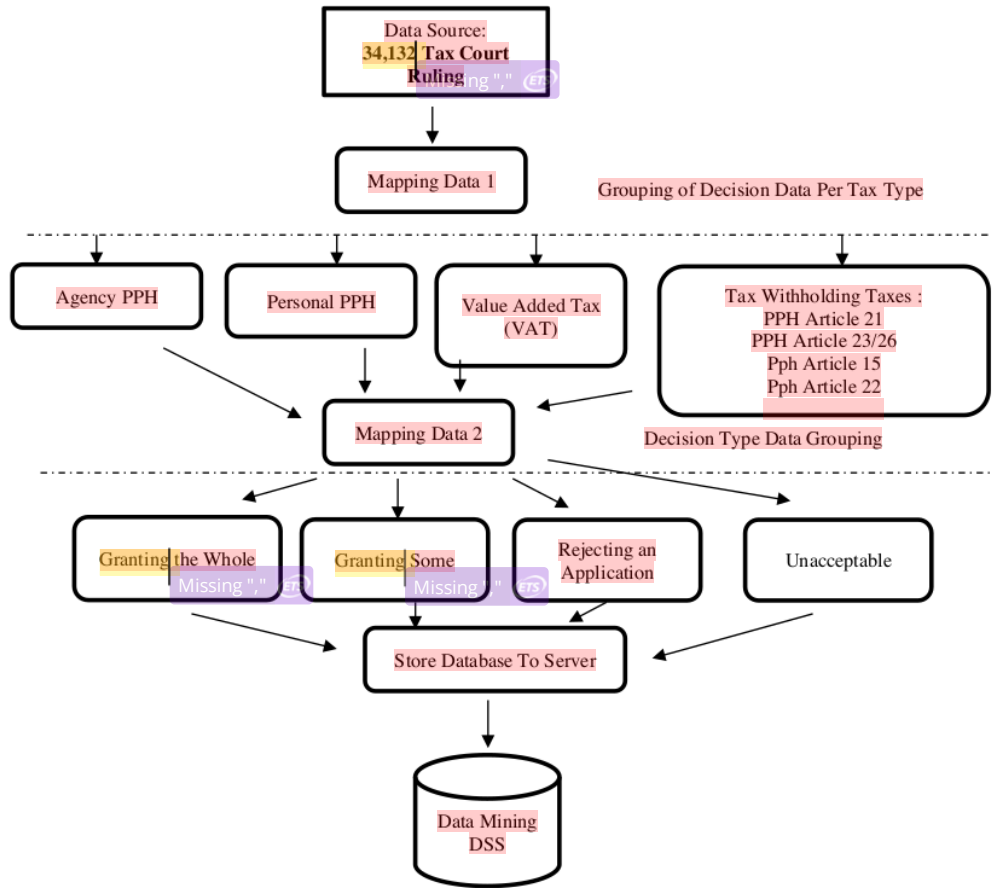 Data Source:
34,132 Tax Court
Ruling
Missing "," ETS
Mapping Data 1
Grouping of Decision Data Per Tax Type
Agency PPH
Personal PPH
Value Added Tax
(VAT)
Tax Withholding Taxes :
PPH Article 21
PPH Article 23/26
Pph Article 15
Pph Article 22
Mapping Data 2
Decision Type Data Grouping
Granting the Whole
Missing "," ETS
Granting Some
Missing "," ETS
Rejecting an
Application
Unacceptable
Store Database To Server
Data Mining
DSS